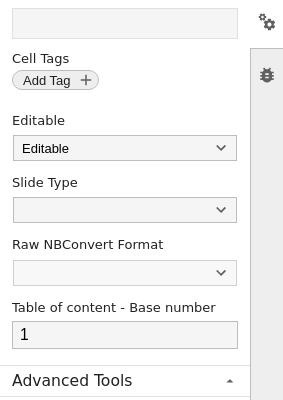 Cell Tags
Add Tag +
Editable
Editable
Slide Type
Raw NBConvert Format
Table of content - Base number
1
Advanced Tools